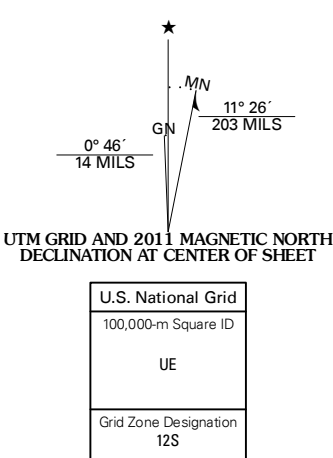 ★
MN
11° 26´
203 MILS
GN
0° 46´
14 MILS
UTM GRID AND 2011 MAGNETIC NORTH
DECLINATION AT CENTER OF SHEET
U.S. National Grid
100,000-m Square ID
UE
Grid Zone Designation
12S